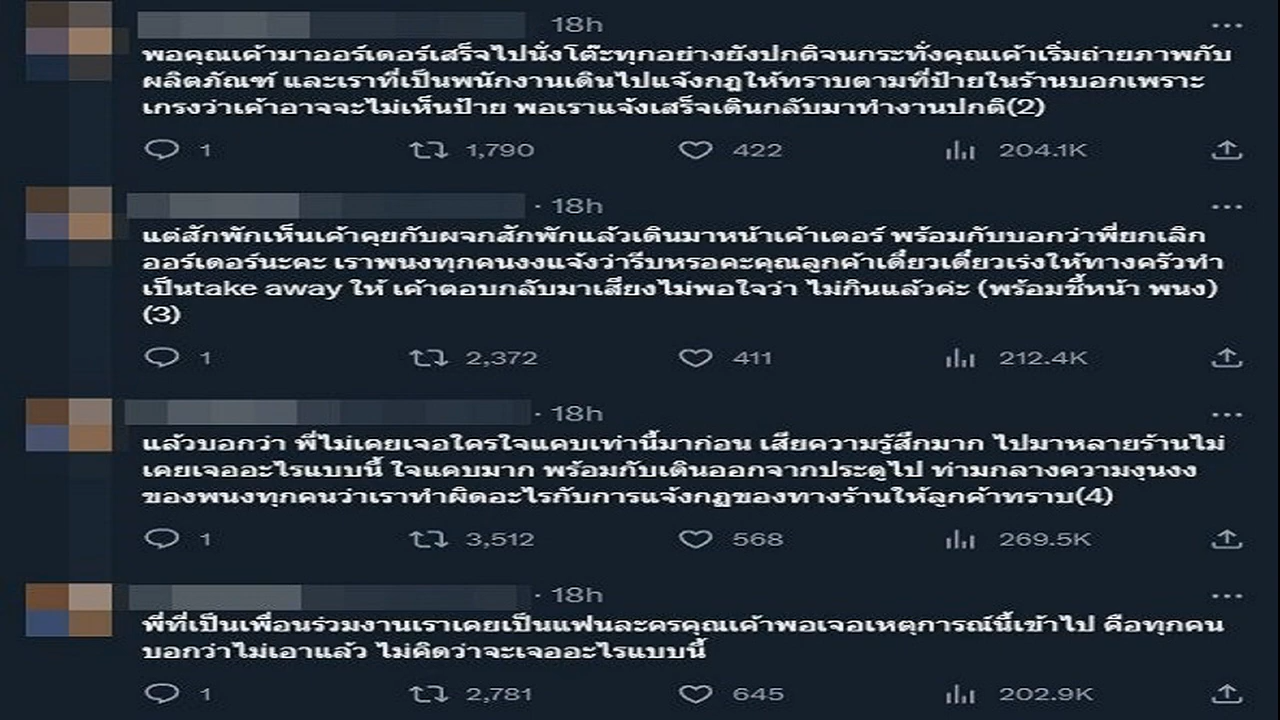 18h
พอคุณเค้ามาออร์เดอร์เสร็จไปนั่งโต๊ะทุกอย่างยังปกติจนกระทั่งคุณเค้าเริ่มถ่ายภาพกับ
ผลิตภัณฑ์ และเราที่เป็นพนักงานเดินไปแจ้งกฎให้ทราบตามที่ป้ายในร้านบอกเพราะ
เกรงว่าเค้าอาจจะไม่เห็นป้าย พอเราแจ้งเสร็จเดินกลับมาทำงานปกติ(2)
1 1,790 422 204.1K
· 18h
แต่สักพักเห็นเค้าคุยกับผจกสักพักแล้วเดินมาหน้าเค้าเตอร์ พร้อมกับบอกว่าพี่ยกเลิก
ออร์เดอร์นะคะ เราพนงทุกคนงงแจ้งว่ารีบหรอคะคุณลูกค้าเดี๋ยวเดี๋ยวเร่งให้ทางครัวทำ
เป็นtake away ให้ เค้าตอบกลับมาเสียงไม่พอใจว่า ไม่กินแล้วค่ะ (พร้อมชี้หน้า พนง)
(3)
1 2,372 411 212.4K
· 18h
แล้วบอกว่า พี่ไม่เคยเจอใครใจแคบเท่านี้มาก่อน เสียความรู้สึกมาก ไปมาหลายร้านไม่
เคยเจออะไรแบบนี้ ใจแคบมาก พร้อมกับเดินออกจากประตูไป ท่ามกลางความงุนงง
ของพนงทุกคนว่าเราทำผิดอะไรกับการแจ้งกฎของทางร้านให้ลูกค้าทราบ(4)
1 3,512 568 269.5K
· 18h
พี่ที่เป็นเพื่อนร่วมงานเราเคยเป็นแฟนละครคุณเค้าพอเจอเหตุการณ์นี้เข้าไป คือทุกคน
บอกว่าไม่เอาแล้ว ไม่คิดว่าจะเจออะไรแบบนี้
1 2,781 645 202.9K